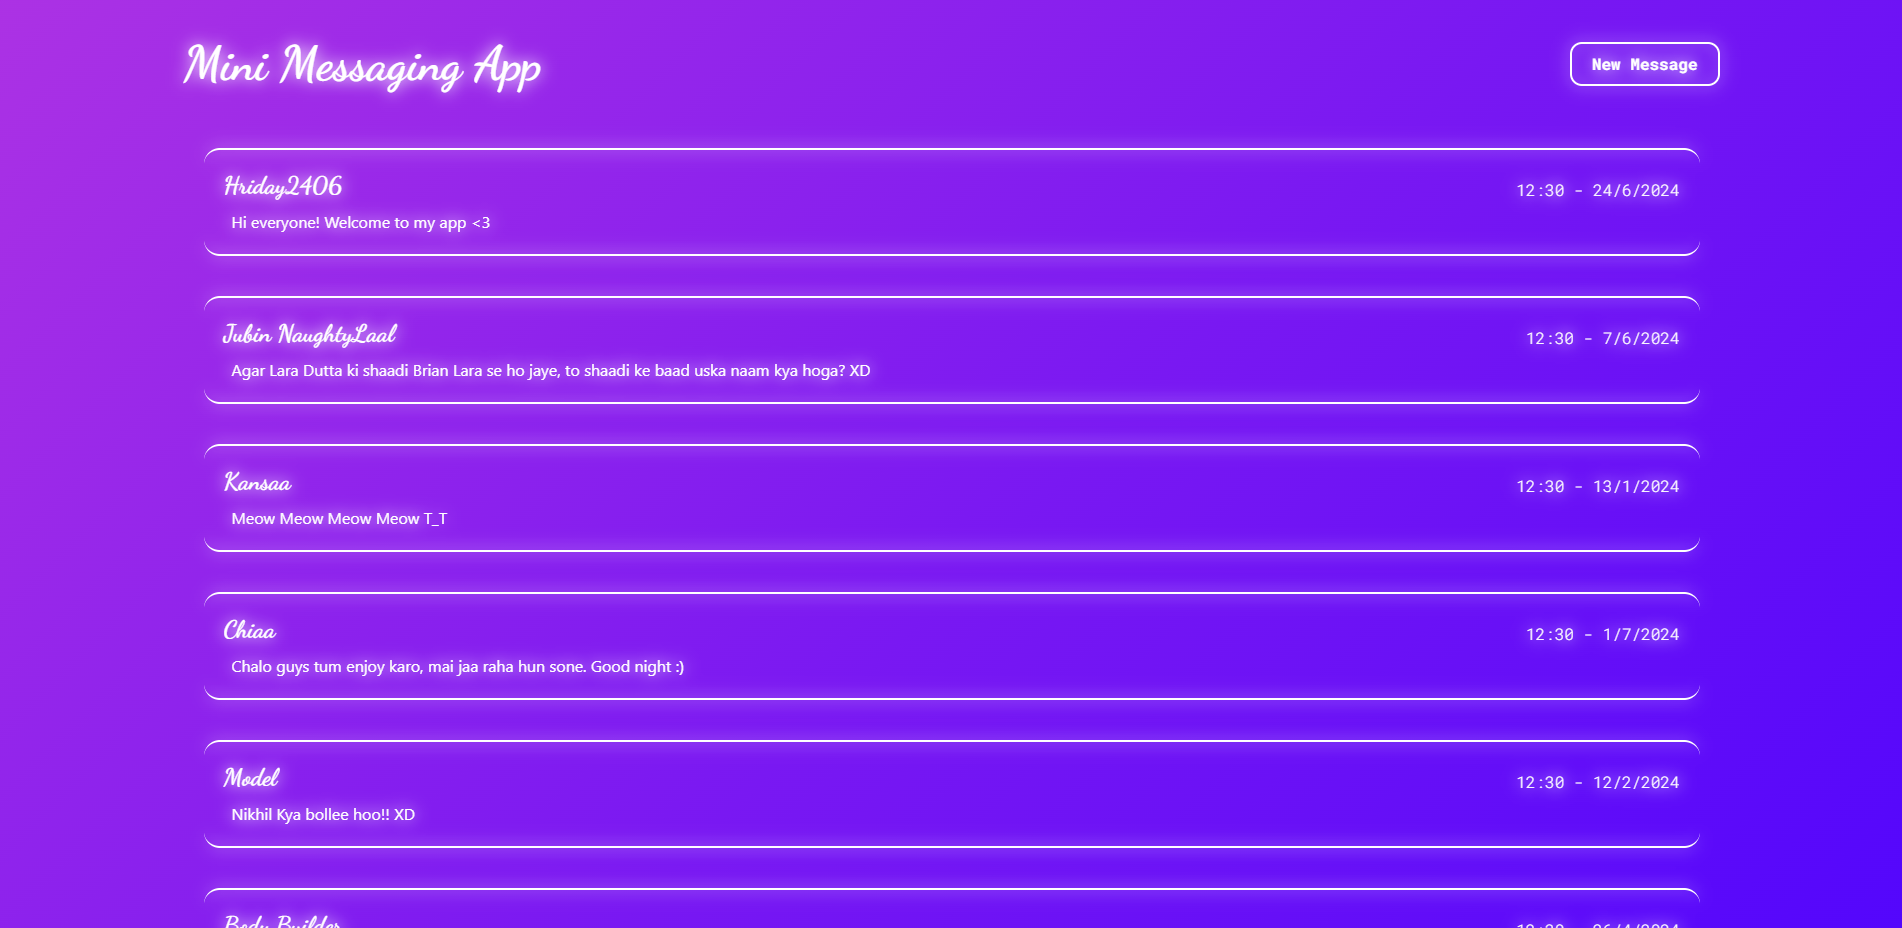 Mini Messaging App
New Message
Hriday2406
12:30 - 24/6/2024
Hi everyone! Welcome to my app <3
Jubin NaughtyLaal
12:30 - 7/6/2024
Agar Lara Dutta ki shaadi Brian Lara se ho jaye, to shaadi ke baad uska naam kya hoga? XD
Kansaa
12:30 - 13/1/2024
Meow Meow Meow Meow T_T
Chiaa
12:30 - 1/7/2024
Chalo guys tum enjoy karo, mai jaa raha hun sone. Good night :)
Model
12:30 - 12/2/2024
Nikhil Kya bollee hoo!! XD
Body Builder